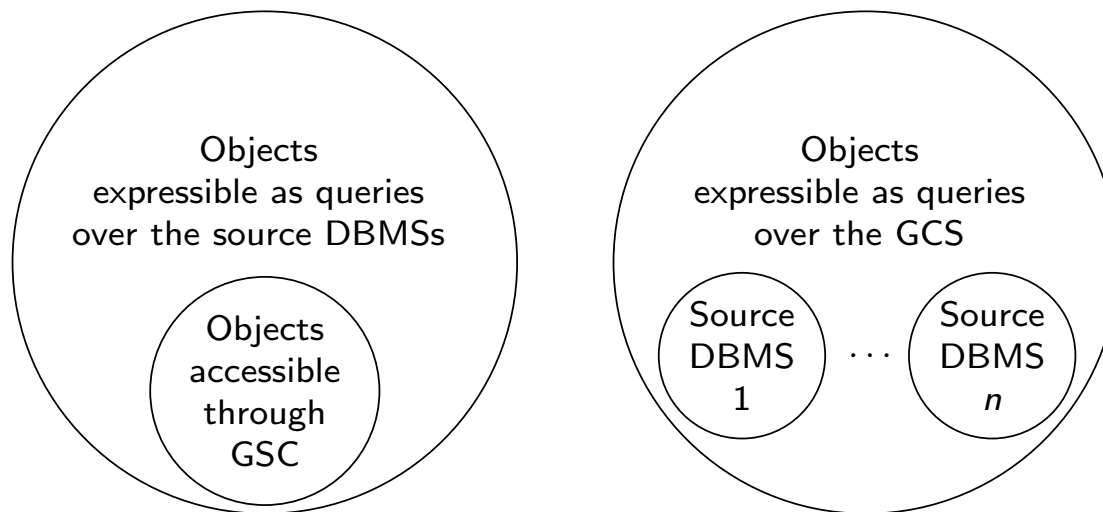 Objects
expressible as queries
over the source DBMSs
Objects
accessible
through
GSC
Objects
expressible as queries
over the GCS
Source
DBMS
1
· · ·
Source
DBMS
n